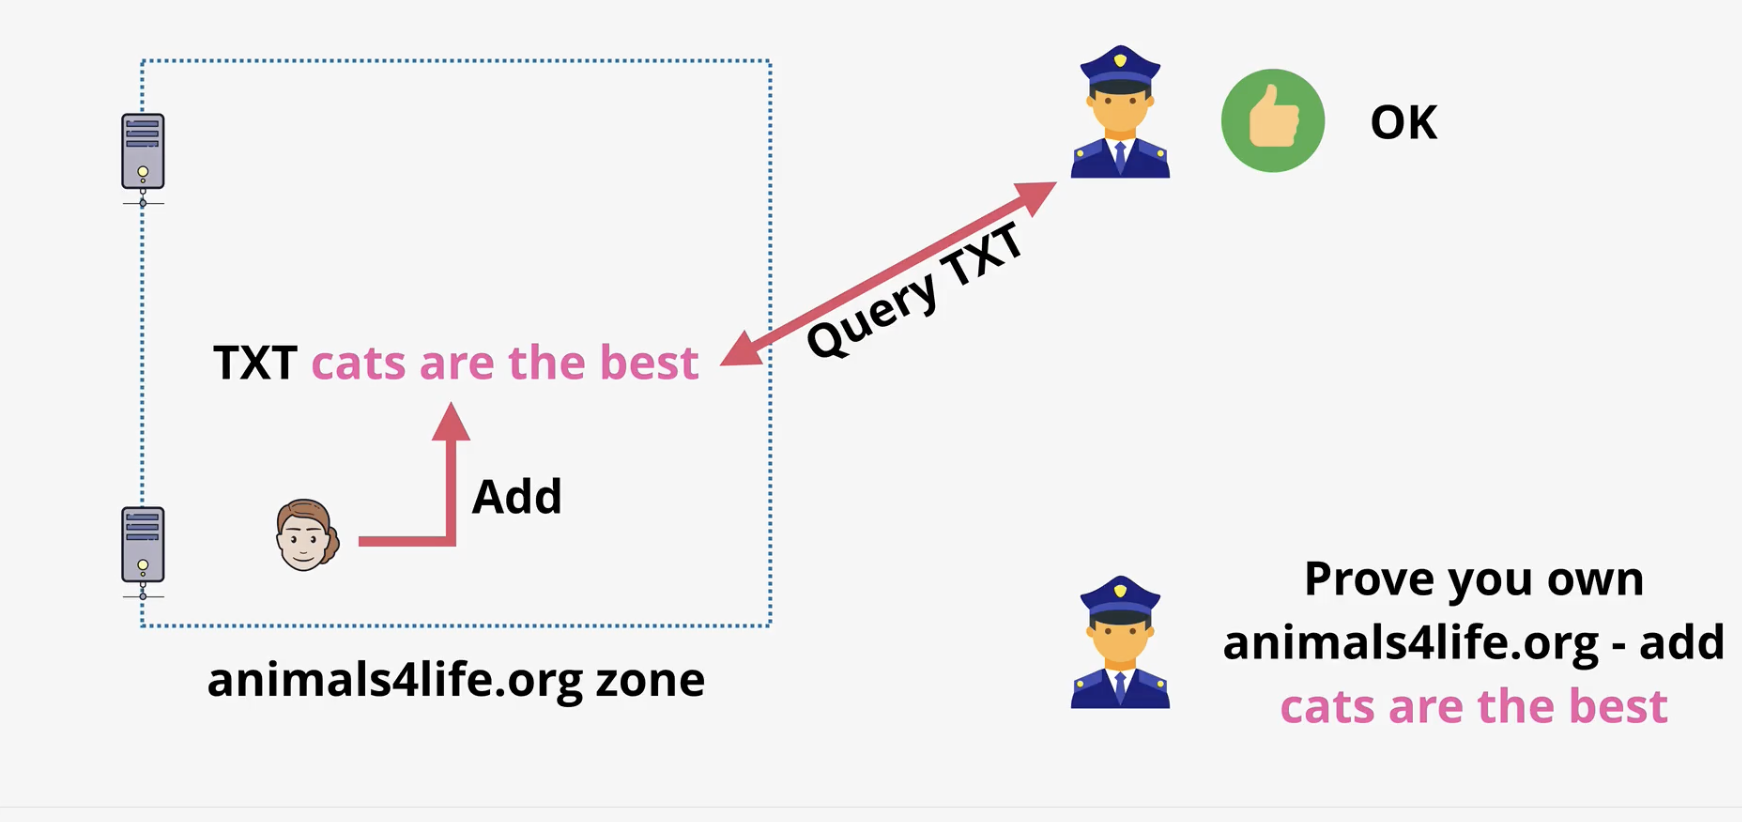 OK
Query TXT
TXT cats are the best
Add
Prove you own
animals4life.org - add
cats are the best
animals4life.org zone